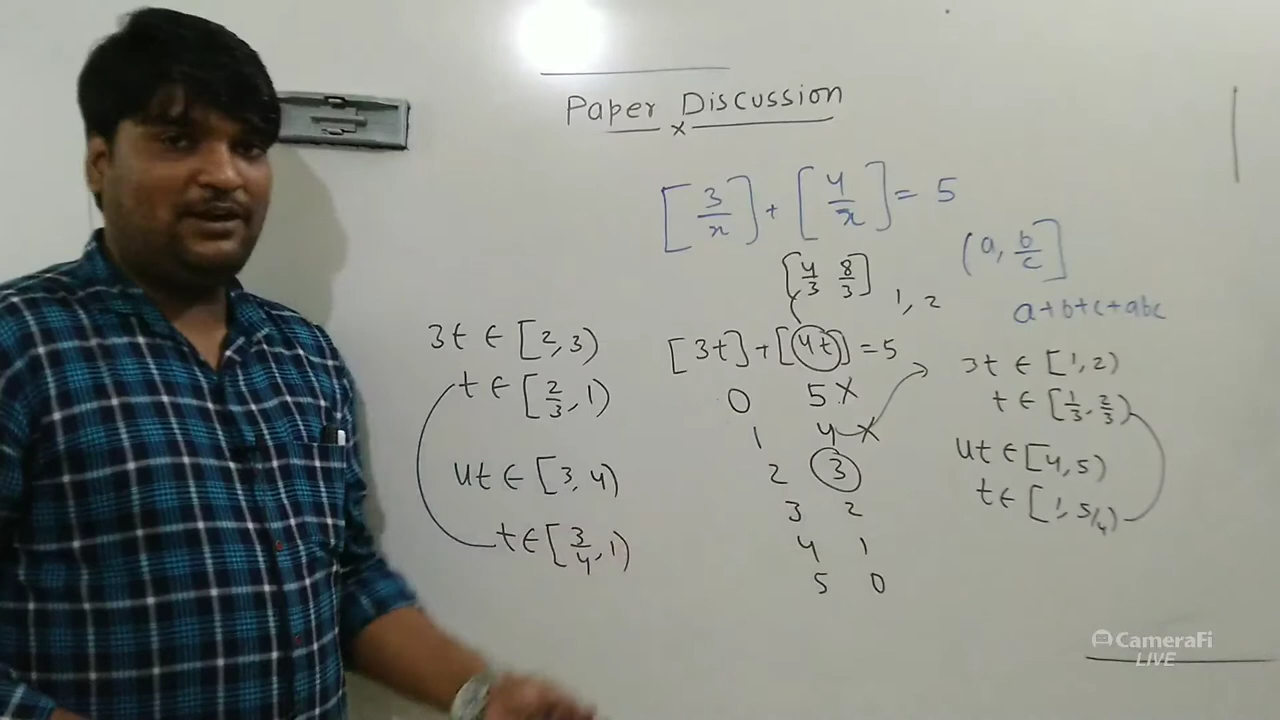 Paper Discussion
×
[3/x] + [4/x] = 5
(a, b/c]
[4/3 8/3]
1, 2
a+b+c+abc
3t ∈ [2, 3)
t ∈ [2/3, 1)
4t ∈ [3, 4)
t ∈ [3/4, 1)
[3t] + [4t] = 5
0 5 ×
1 4 ×
2 3
3 2
4 1
5 0
3t ∈ [1, 2)
t ∈ [1/3, 2/3)
4t ∈ [4, 5)
t ∈ [1, 5/4)
CameraFi
LIVE